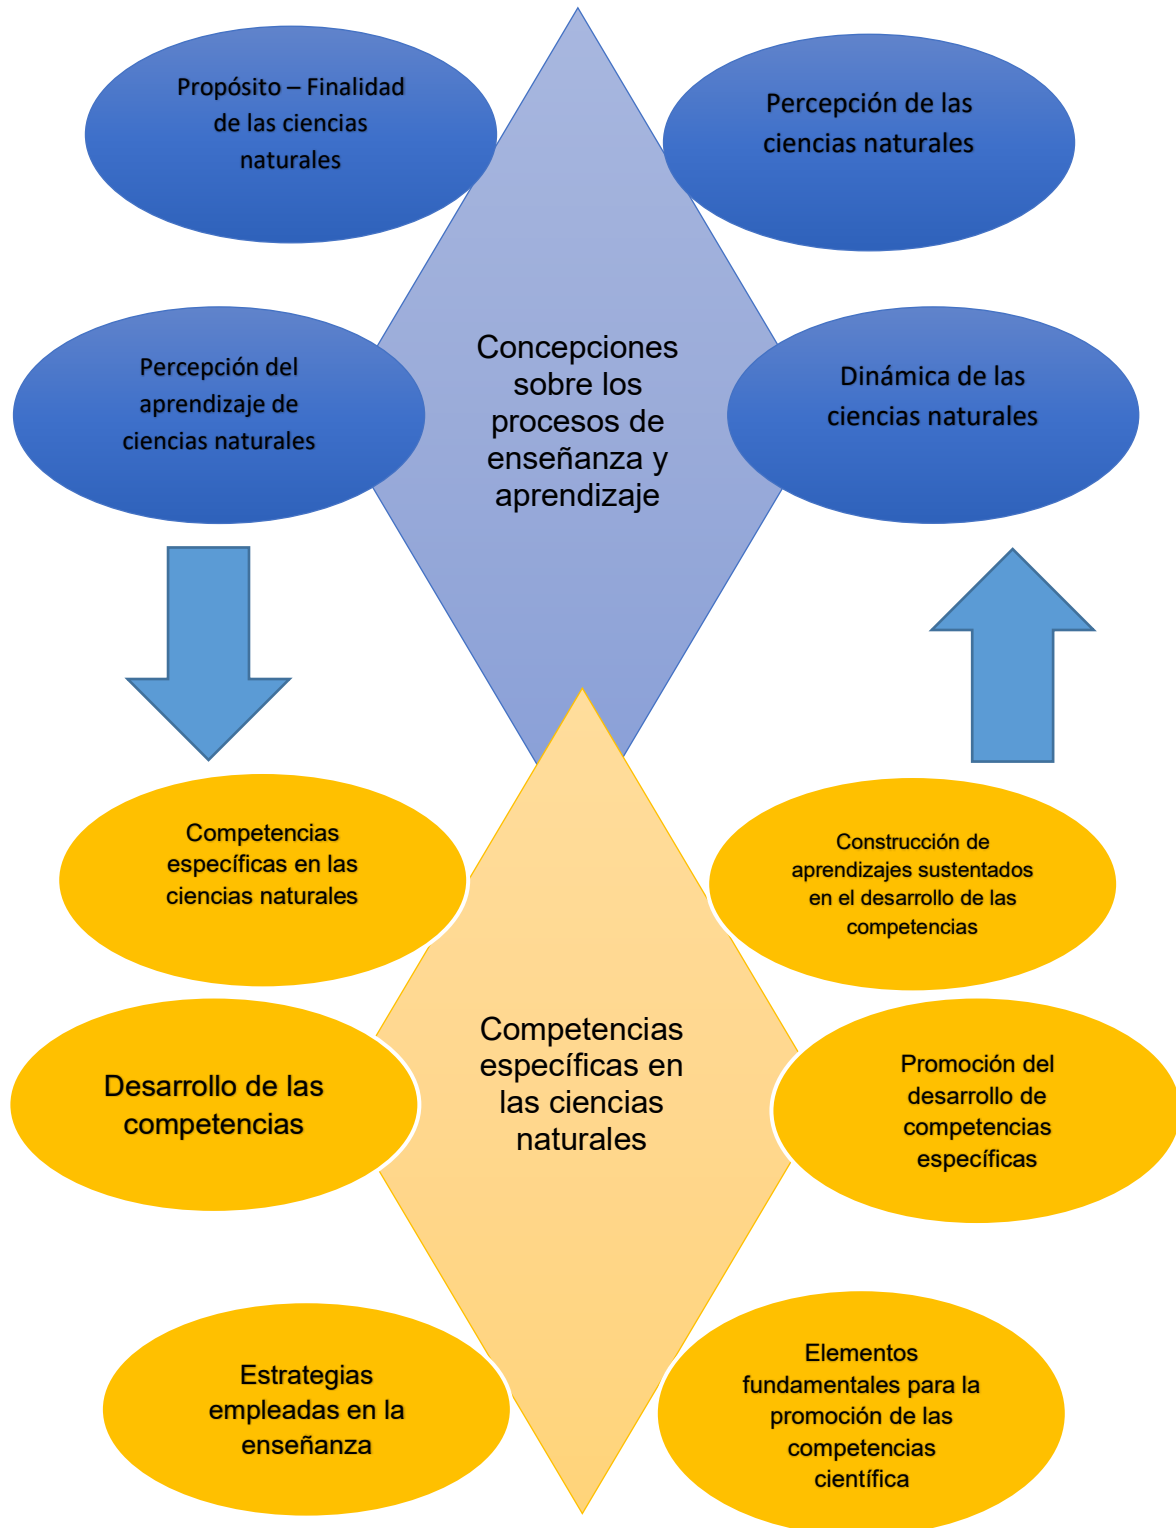 Propósito – Finalidad
de las ciencias
naturales
Percepción de las
ciencias naturales
Percepción del
aprendizaje de
ciencias naturales
Concepciones
sobre los
procesos de
enseñanza y
aprendizaje
Dinámica de las
ciencias naturales
Competencias
específicas en las
ciencias naturales
Construcción de
aprendizajes sustentados
en el desarrollo de las
competencias
Desarrollo de las
competencias
Competencias
específicas en
las ciencias
naturales
Promoción del
desarrollo de
competencias
específicas
Estrategias
empleadas en la
enseñanza
Elementos
fundamentales para la
promoción de las
competencias
científica